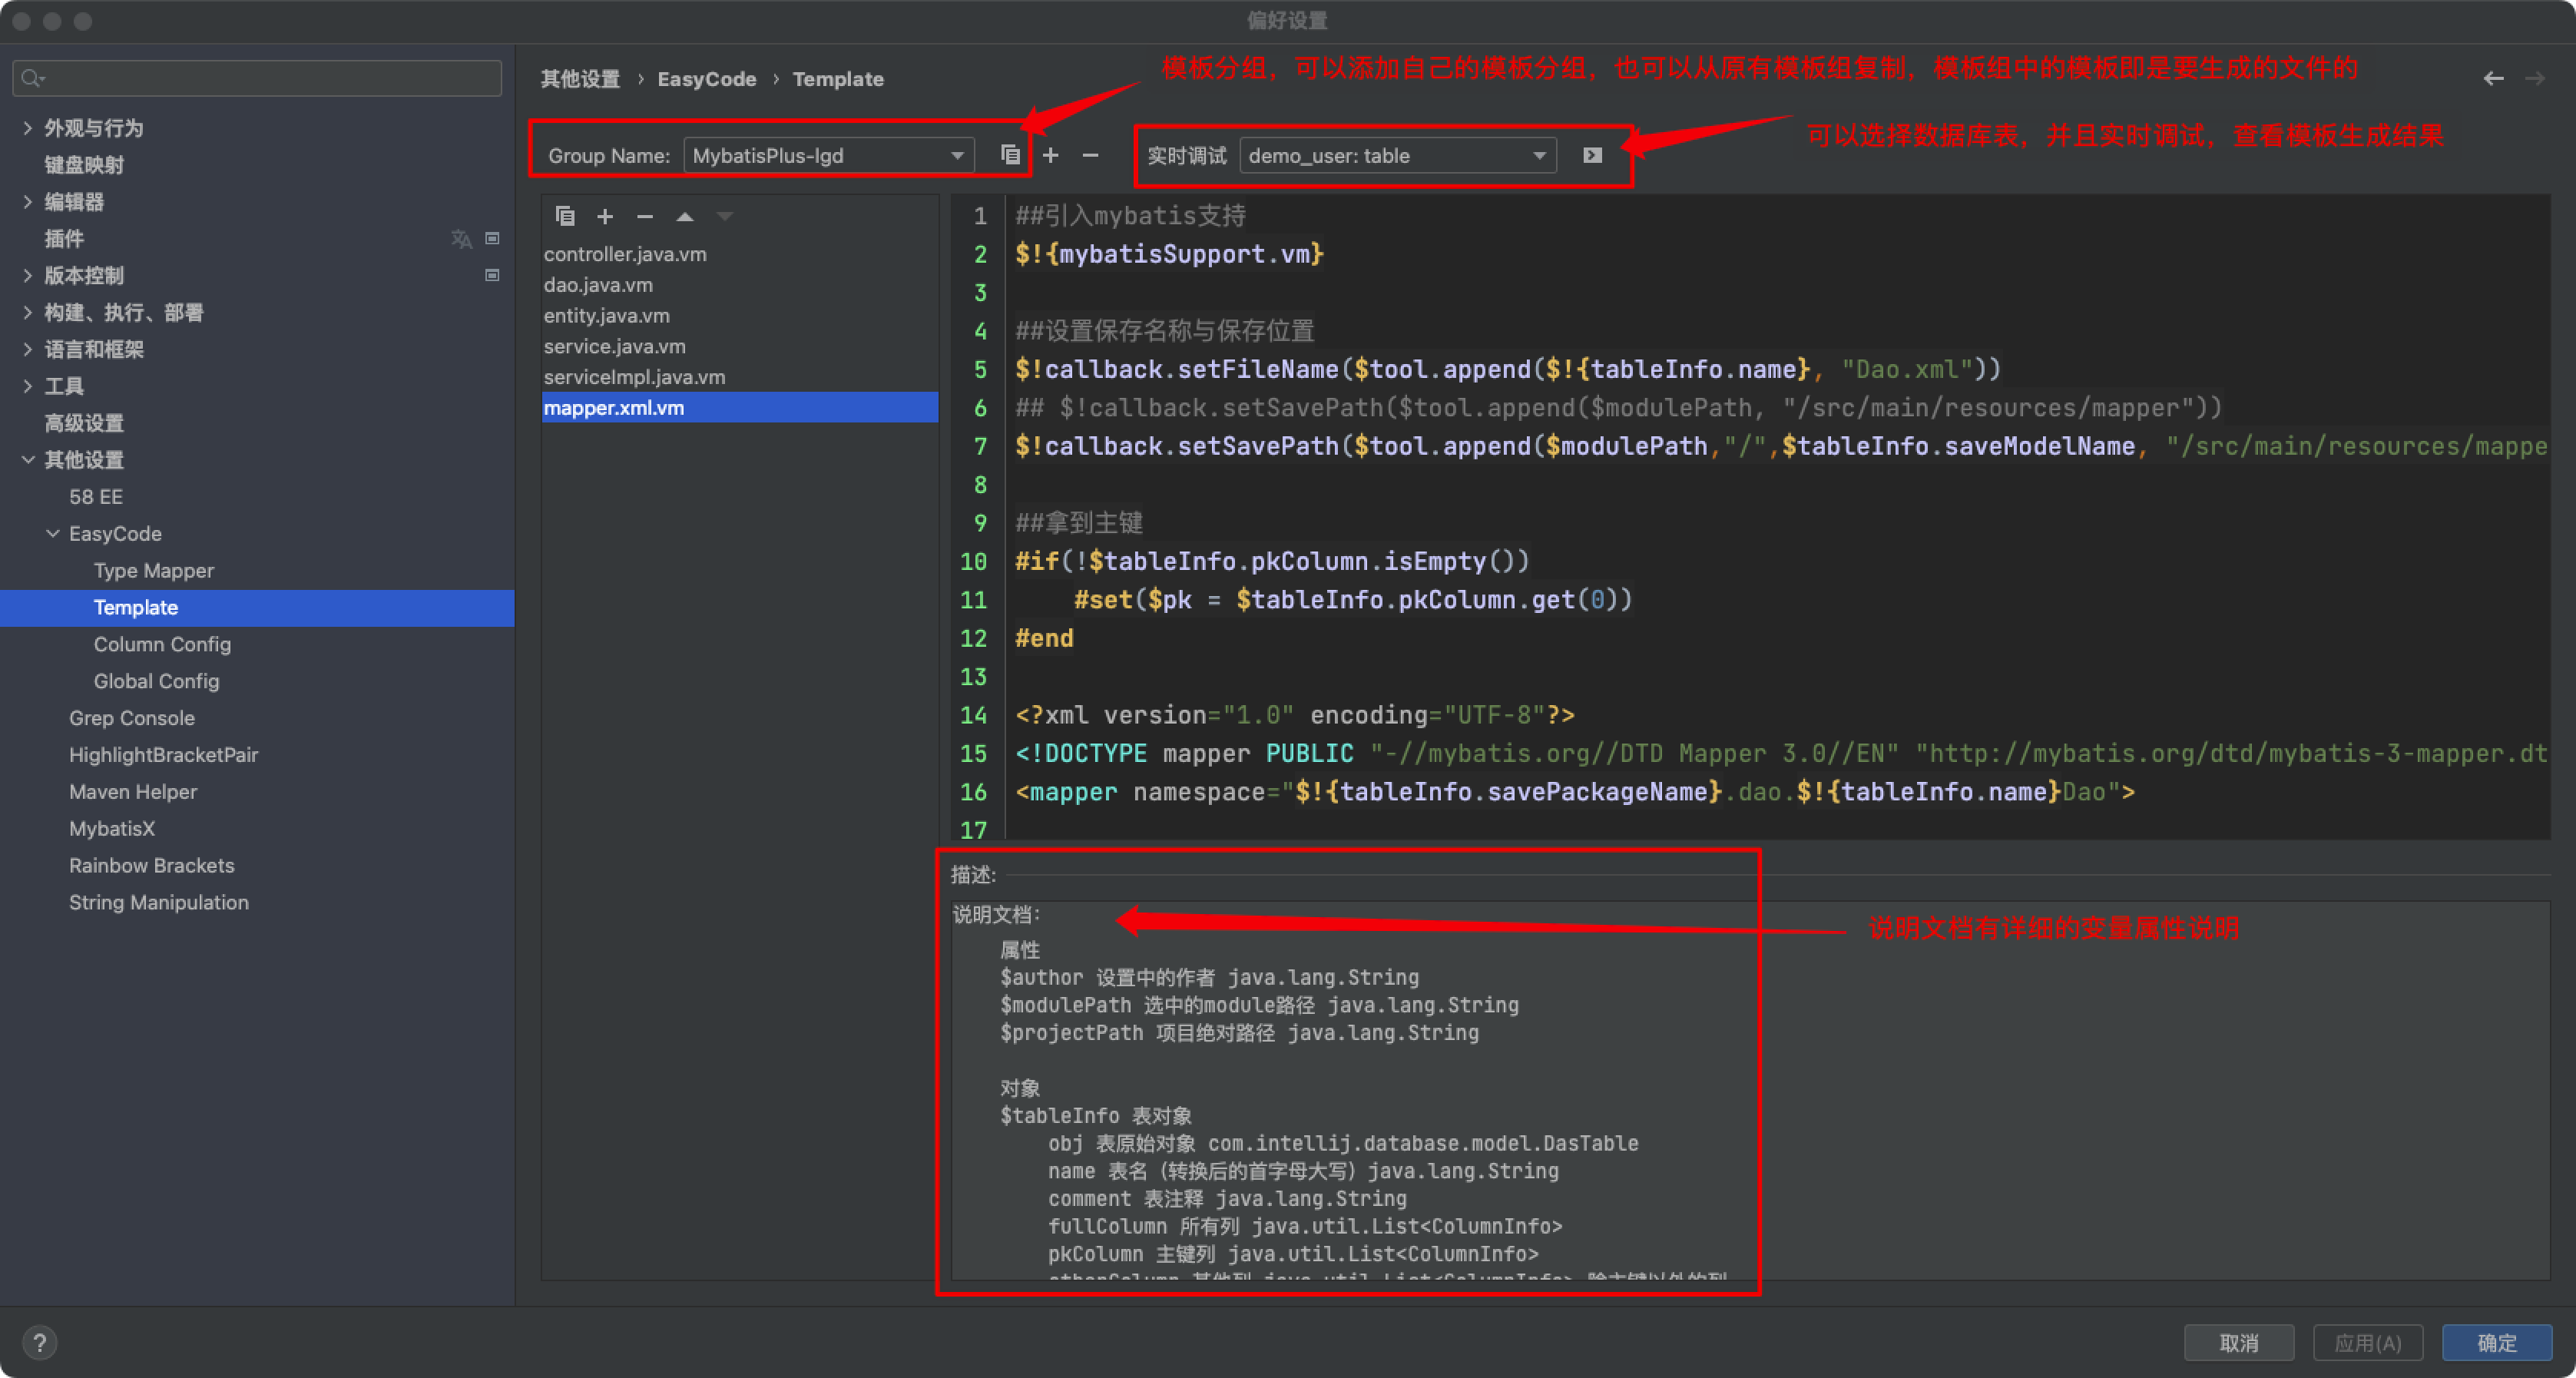 偏好设置
外观与行为
键盘映射
编辑器
插件
版本控制
构建、执行、部署
语言和框架
工具
高级设置
其他设置
58 EE
EasyCode
Type Mapper
Template
Column Config
Global Config
Grep Console
HighlightBracketPair
Maven Helper
MybatisX
Rainbow Brackets
String Manipulation
其他设置 › EasyCode › Template
模板分组，可以添加自己的模板分组，也可以从原有模板组复制，模板组中的模板即是要生成的文件的
Group Name: MybatisPlus-lgd
实时调试 demo_user: table
可以选择数据库表，并且实时调试，查看模板生成结果
controller.java.vm
dao.java.vm
entity.java.vm
service.java.vm
serviceImpl.java.vm
mapper.xml.vm
1 ##引入mybatis支持
2 $!{mybatisSupport.vm}
3
4 ##设置保存名称与保存位置
5 $!callback.setFileName($tool.append($!{tableInfo.name}, "Dao.xml"))
6 ## $!callback.setSavePath($tool.append($modulePath, "/src/main/resources/mapper"))
7 $!callback.setSavePath($tool.append($modulePath,"/",$tableInfo.saveModelName, "/src/main/resources/mappe
8
9 ##拿到主键
10 #if(!$tableInfo.pkColumn.isEmpty())
11 #set($pk = $tableInfo.pkColumn.get(0))
12 #end
13
14 <?xml version="1.0" encoding="UTF-8"?>
15 <!DOCTYPE mapper PUBLIC "-//mybatis.org//DTD Mapper 3.0//EN" "http://mybatis.org/dtd/mybatis-3-mapper.dt
16 <mapper namespace="$!{tableInfo.savePackageName}.dao.$!{tableInfo.name}Dao">
17
描述:
说明文档:
说明文档有详细的变量属性说明
属性
$author 设置中的作者 java.lang.String
$modulePath 选中的module路径 java.lang.String
$projectPath 项目绝对路径 java.lang.String
对象
$tableInfo 表对象
obj 表原始对象 com.intellij.database.model.DasTable
name 表名（转换后的首字母大写）java.lang.String
comment 表注释 java.lang.String
fullColumn 所有列 java.util.List<ColumnInfo>
pkColumn 主键列 java.util.List<ColumnInfo>
otherColumn 其他列 java.util.List<ColumnInfo> 除主键以外的列
?
取消
应用(A)
确定